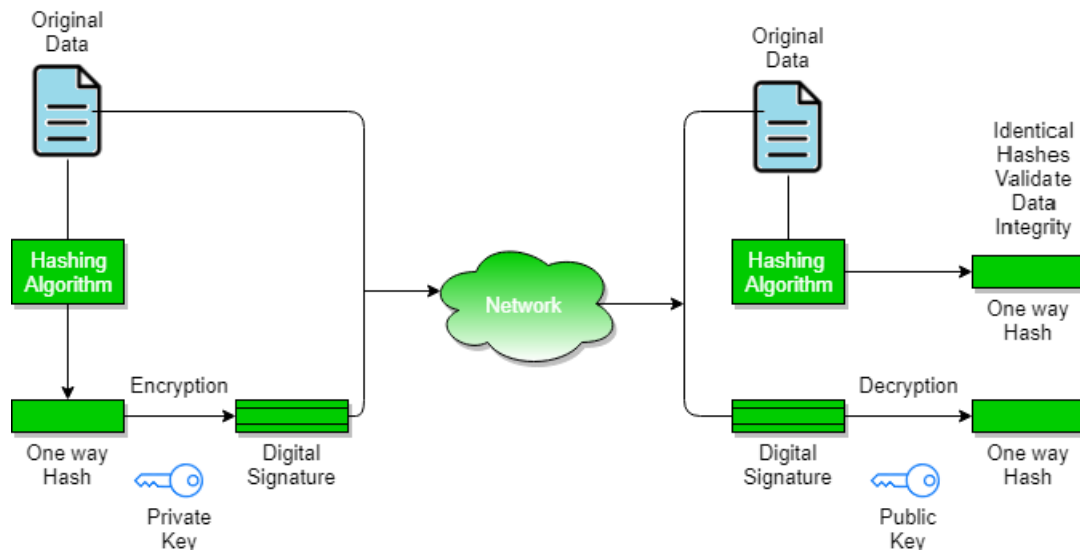 Original
Data
Hashing
Algorithm
Encryption
One way
Hash
Digital
Signature
Private
Key
Network
Original
Data
Identical
Hashes
Validate
Data
Integrity
Hashing
Algorithm
One way
Hash
Decryption
Digital
Signature
One way
Hash
Public
Key